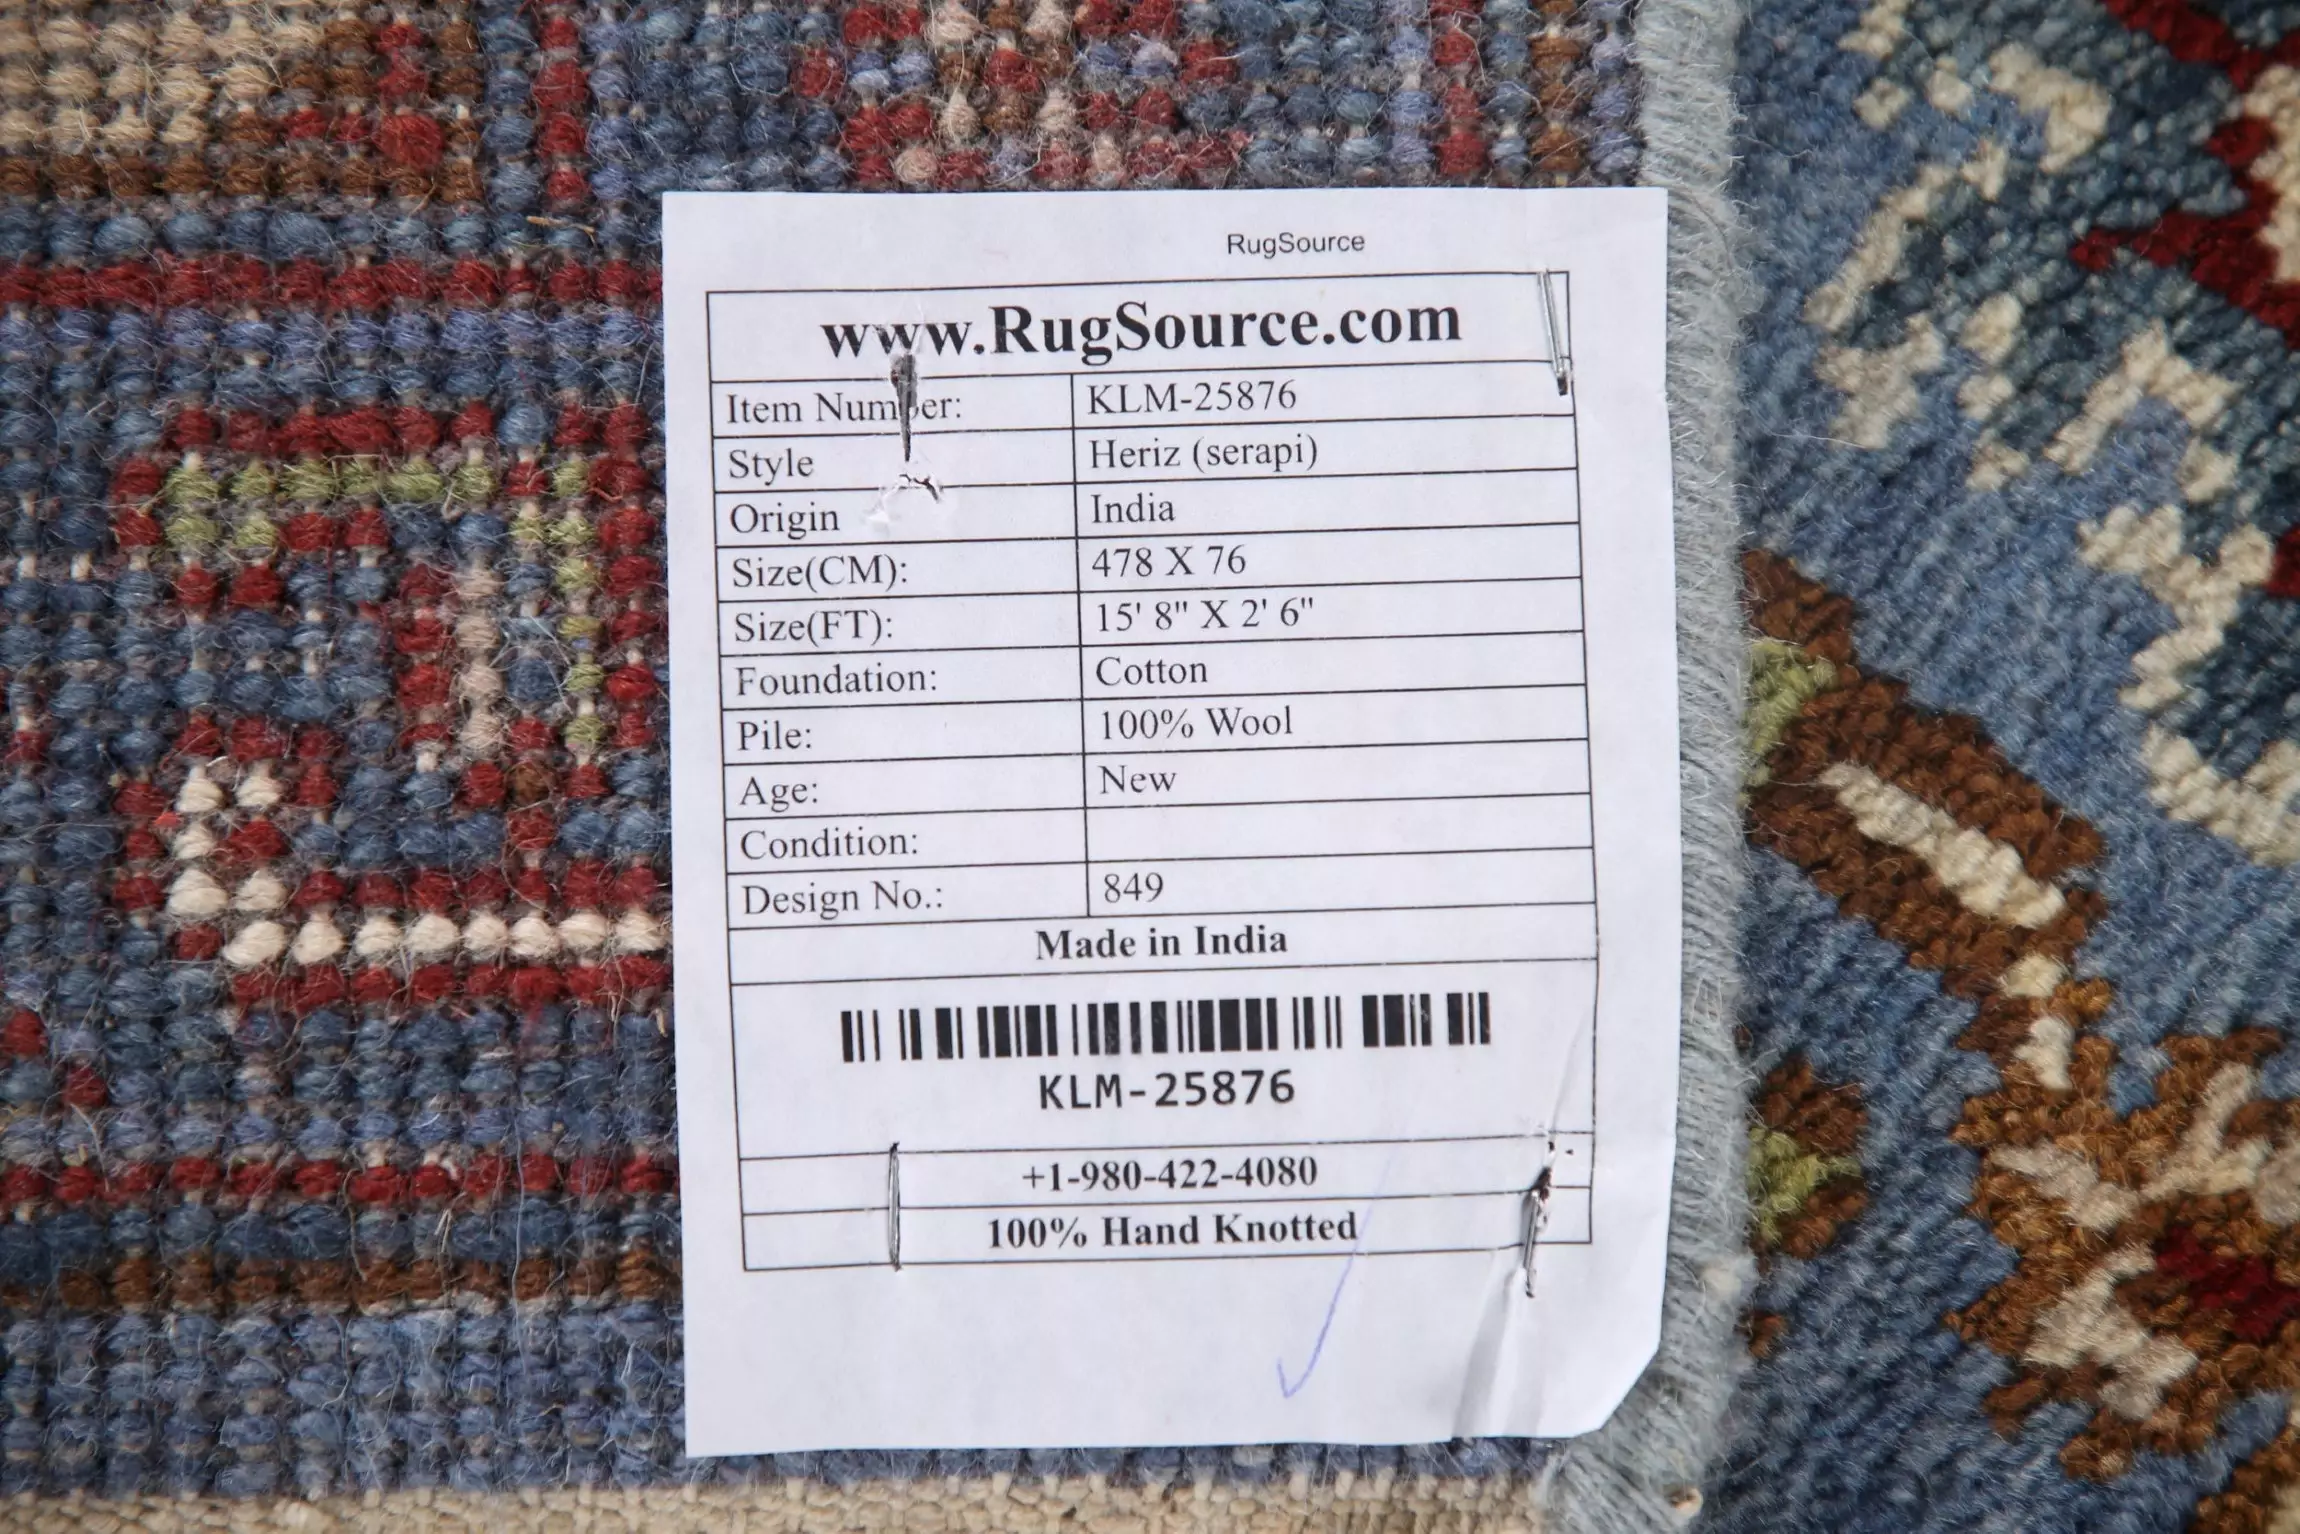 RugSource
www.RugSource.com
Item Number: KLM-25876
Style Heriz (serapi)
Origin India
Size(CM): 478 X 76
Size(FT): 15' 8" X 2' 6"
Foundation: Cotton
Pile: 100% Wool
Age: New
Condition:
Design No.: 849
Made in India
KLM-25876
+1-980-422-4080
100% Hand Knotted